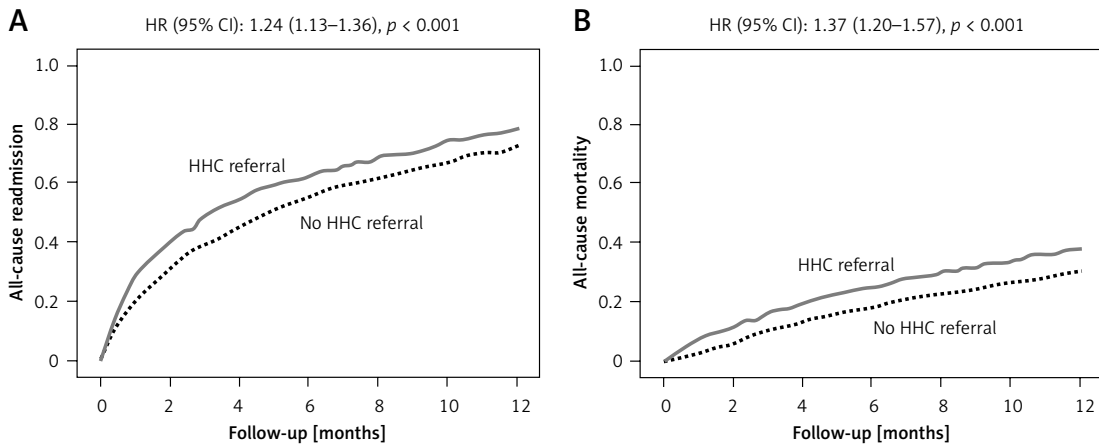 A
HR (95% CI): 1.24 (1.13–1.36), p < 0.001
All-cause readmission
1.0
0.8
0.6
0.4
0.2
0
HHC referral
No HHC referral
0 2 4 6 8 10 12
Follow-up [months]
B
HR (95% CI): 1.37 (1.20–1.57), p < 0.001
All-cause mortality
1.0
0.8
0.6
0.4
0.2
0
HHC referral
No HHC referral
0 2 4 6 8 10 12
Follow-up [months]